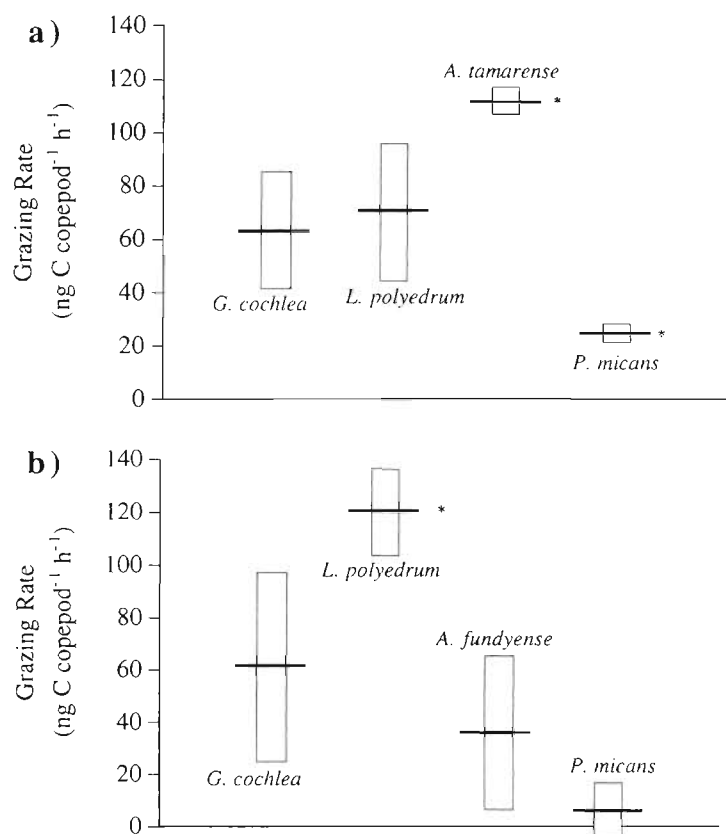 a)
140
120
100
80
60
40
20
0
Grazing Rate
(ng C copepod⁻¹ h⁻¹)
A. tamarense
*
G. cochlea
L. polyedrum
*
P. micans
b)
140
120
100
80
60
40
20
0
Grazing Rate
(ng C copepod⁻¹ h⁻¹)
*
L. polyedrum
A. fundyense
G. cochlea
P. micans